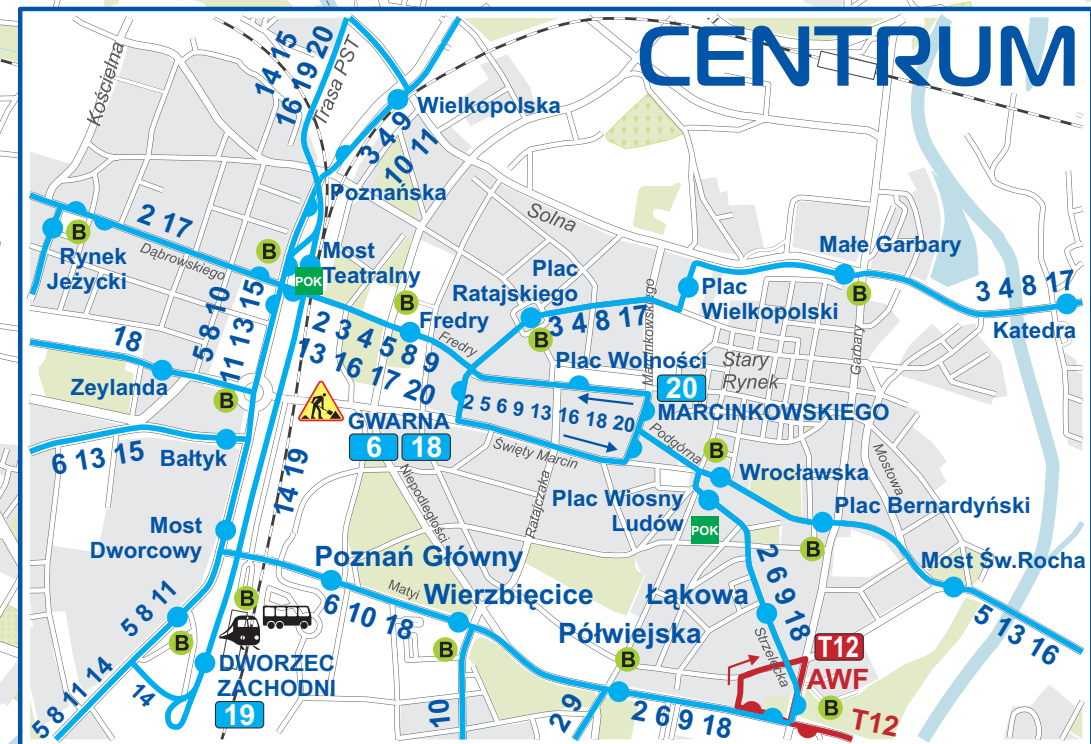 CENTRUM
Kościelna
14 15
16 19 20
Trasa PST
Wielkopolska
3 4 9
10 11
Poznańska
Solna
2 17
Dąbrowskiego
B
Rynek
Jeżycki
B
Most
Teatralny
POK
B
Fredry
Fredry
Plac
Ratajskiego
B
3 4 8 17
Marcinkowskiego
Plac
Wielkopolski
Małe Garbary
B
Garbary
3 4 8 17
Katedra
5 8 10
11 13 15
2 3 4 5 8 9
13 16 17 20
18
Zeylanda
B
Plac Wolności
20
Stary
Rynek
MARCINKOWSKIEGO
2 5 6 9 13 16 18 20
GWARNA
6 18
Święty Marcin
Podgórna
6 13 15
Bałtyk
14 19
Niepodległości
Ratajczaka
B
Wrocławska
Mostowa
Plac Wiosny
Ludów
POK
Plac Bernardyński
B
Most
Dworcowy
Poznań Główny
Matyi
6 10 18
Wierzbięcice
B
Łąkowa
2 6 9 18
Most Św.Rocha
5 13 16
5 8 11
B
B
Półwiejska
B
Strzelecka
T12
AWF
B
T12
DWORZEC
ZACHODNI
19
14
5 8 11 14
10
2 9
2 6 9 18